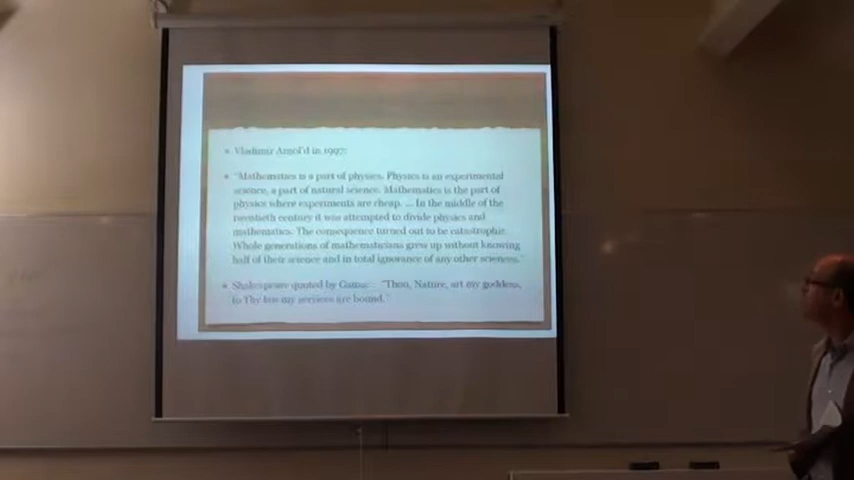 Vladimir Arnol'd in 1997:
"Mathematics is a part of physics. Physics is an experimental
science, a part of natural science. Mathematics is the part of
physics where experiments are cheap. ... In the middle of the
twentieth century it was attempted to divide physics and
mathematics. The consequence turned out to be catastrophic.
Whole generations of mathematicians grew up without knowing
half of their science and in total ignorance of any other sciences."
Shakespeare quoted by Gauss: "Thou, Nature, art my goddess,
to Thy law my services are bound."